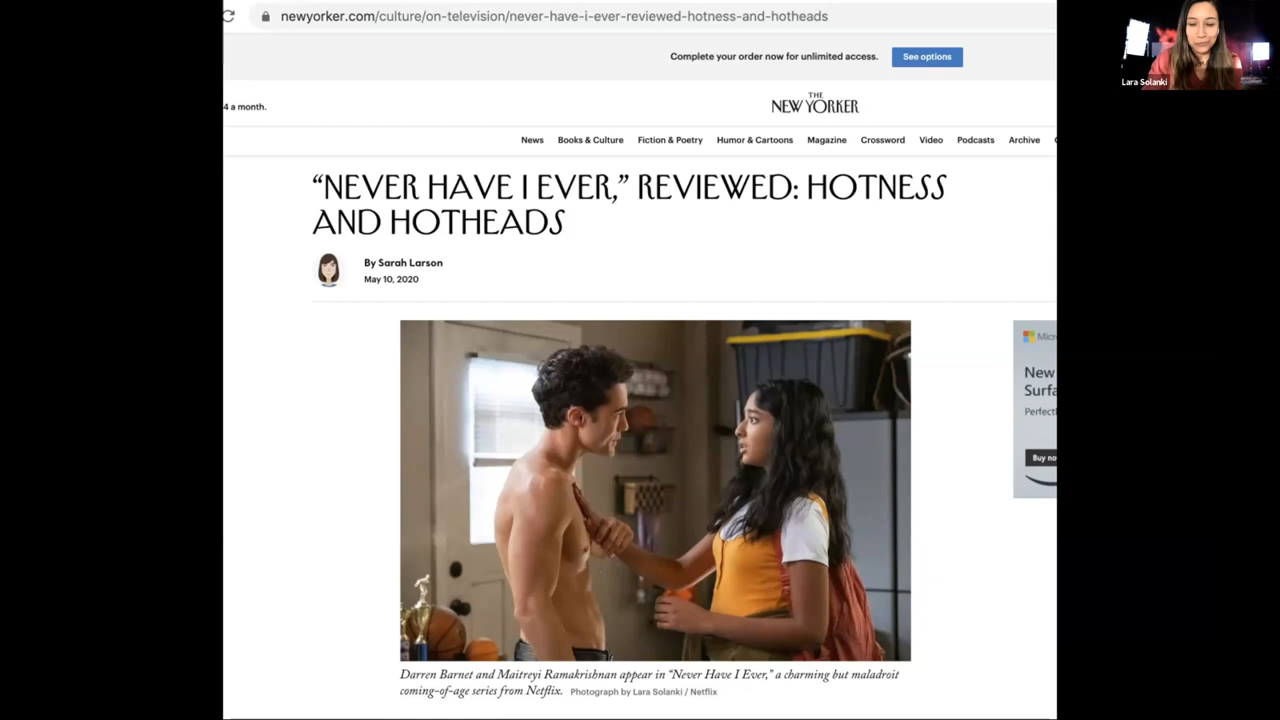 newyorker.com/culture/on-television/never-have-i-ever-reviewed-hotness-and-hotheads
Complete your order now for unlimited access.
See options
4 a month.
THE
NEW YORKER
News Books & Culture Fiction & Poetry Humor & Cartoons Magazine Crossword Video Podcasts Archive
“NEVER HAVE I EVER,” REVIEWED: HOTNESS
AND HOTHEADS
By Sarah Larson
May 10, 2020
Micr
New
Surfa
Perfectl
Buy no
Darren Barnet and Maitreyi Ramakrishnan appear in “Never Have I Ever,” a charming but maladroit
coming-of-age series from Netflix. Photograph by Lara Solanki / Netflix
Lara Solanki